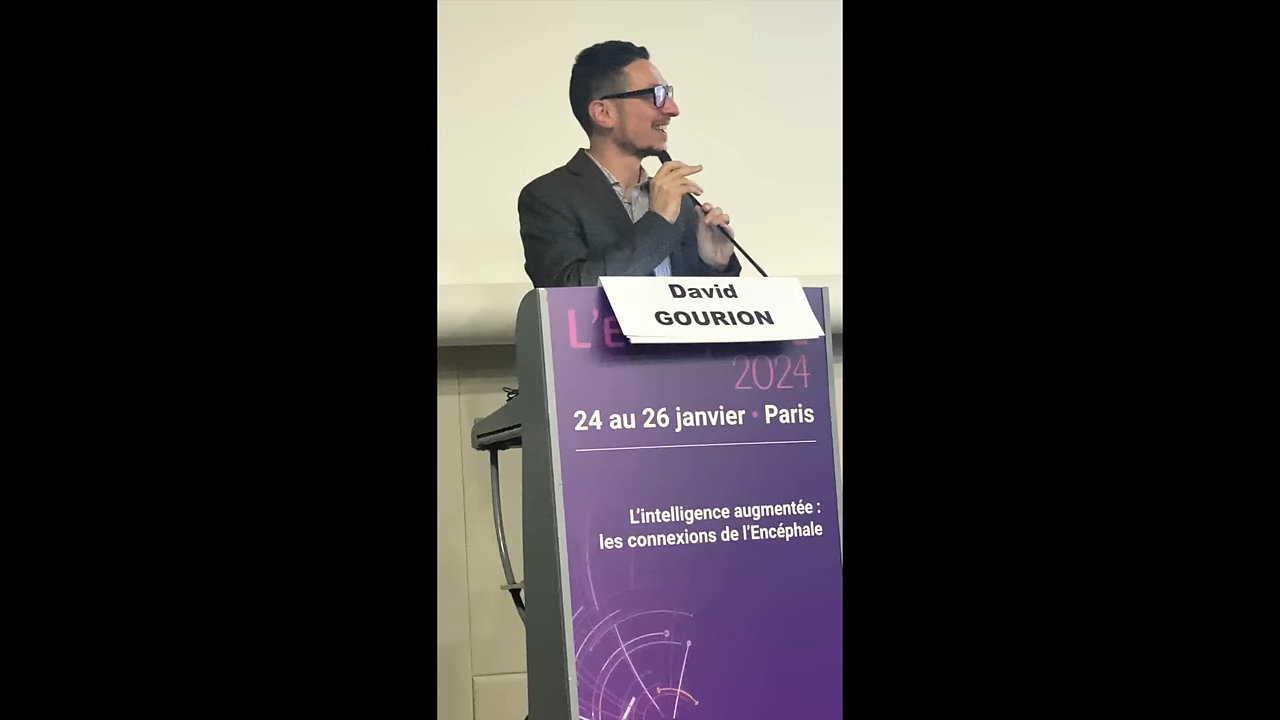 David
GOURION
2024
24 au 26 janvier • Paris
L'intelligence augmentée :
les connexions de l'Encéphale